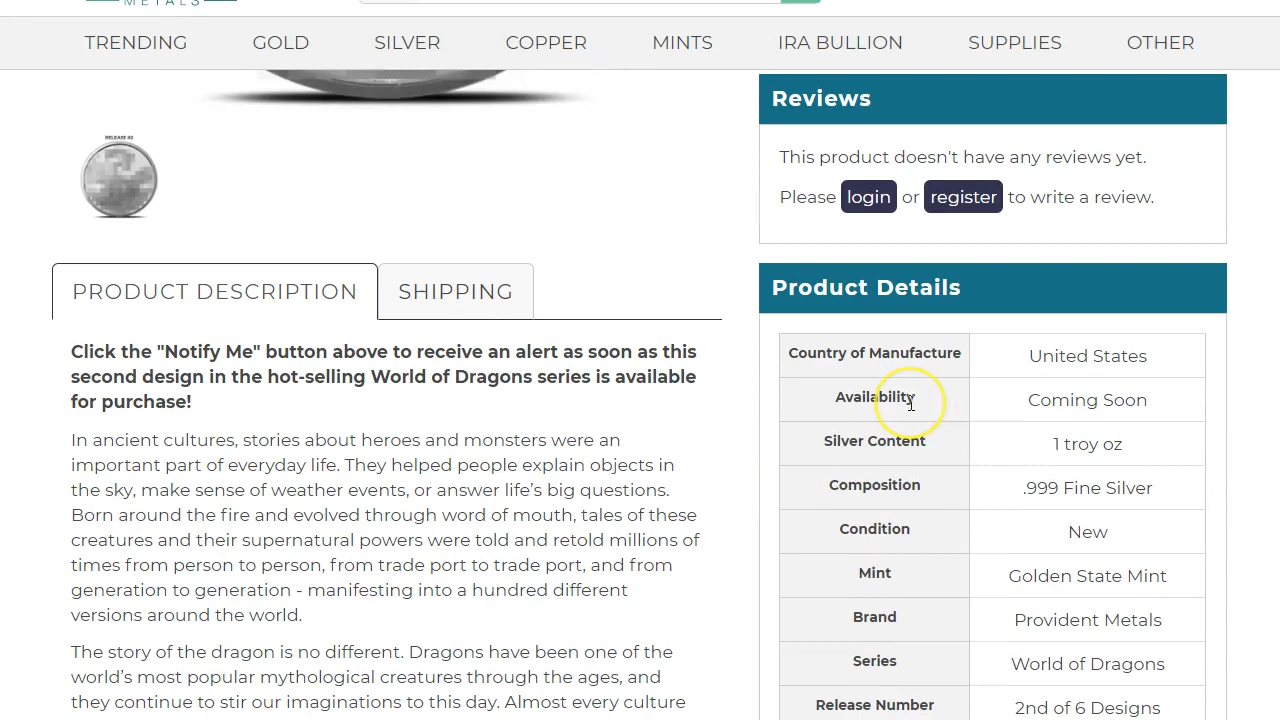 METALS
TRENDING GOLD SILVER COPPER MINTS IRA BULLION SUPPLIES OTHER
RELEASE #2
PRODUCT DESCRIPTION SHIPPING
Click the "Notify Me" button above to receive an alert as soon as this
second design in the hot-selling World of Dragons series is available
for purchase!
In ancient cultures, stories about heroes and monsters were an
important part of everyday life. They helped people explain objects in
the sky, make sense of weather events, or answer life’s big questions.
Born around the fire and evolved through word of mouth, tales of these
creatures and their supernatural powers were told and retold millions of
times from person to person, from trade port to trade port, and from
generation to generation - manifesting into a hundred different
versions around the world.
The story of the dragon is no different. Dragons have been one of the
world’s most popular mythological creatures through the ages, and
they continue to stir our imaginations to this day. Almost every culture
Reviews
This product doesn't have any reviews yet.
Please login or register to write a review.
Product Details
Country of Manufacture United States
Availability Coming Soon
Silver Content 1 troy oz
Composition .999 Fine Silver
Condition New
Mint Golden State Mint
Brand Provident Metals
Series World of Dragons
Release Number 2nd of 6 Designs